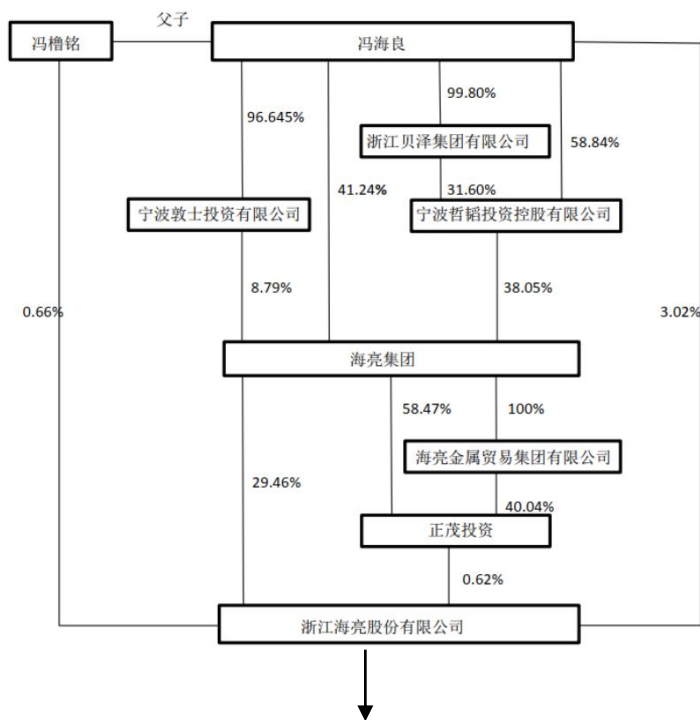 父子
冯橹铭
冯海良
99.80%
96.645%
浙江贝泽集团有限公司
58.84%
41.24%
31.60%
宁波敦士投资有限公司
宁波哲韬投资控股有限公司
8.79%
38.05%
0.66%
3.02%
海亮集团
58.47%
100%
海亮金属贸易集团有限公司
29.46%
40.04%
正茂投资
0.62%
浙江海亮股份有限公司